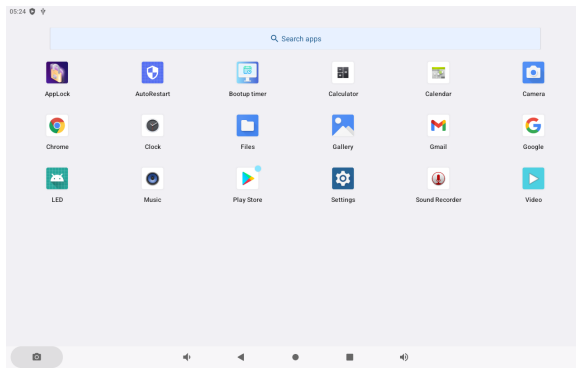 05:24
Search apps
AppLock
AutoRestart
Bootup timer
Calculator
Calendar
Camera
Chrome
Clock
Files
Gallery
Gmail
Google
LED
Music
Play Store
Settings
Sound Recorder
Video